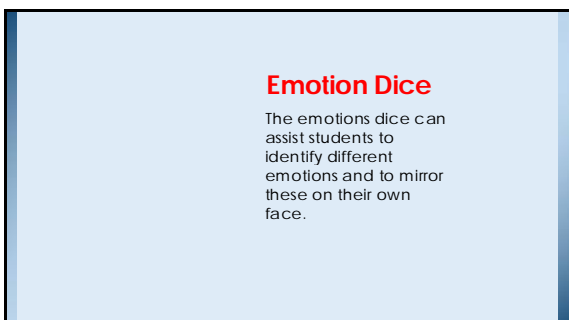 Emotion Dice
The emotions dice can
assist students to
identify different
emotions and to mirror
these on their own
face.